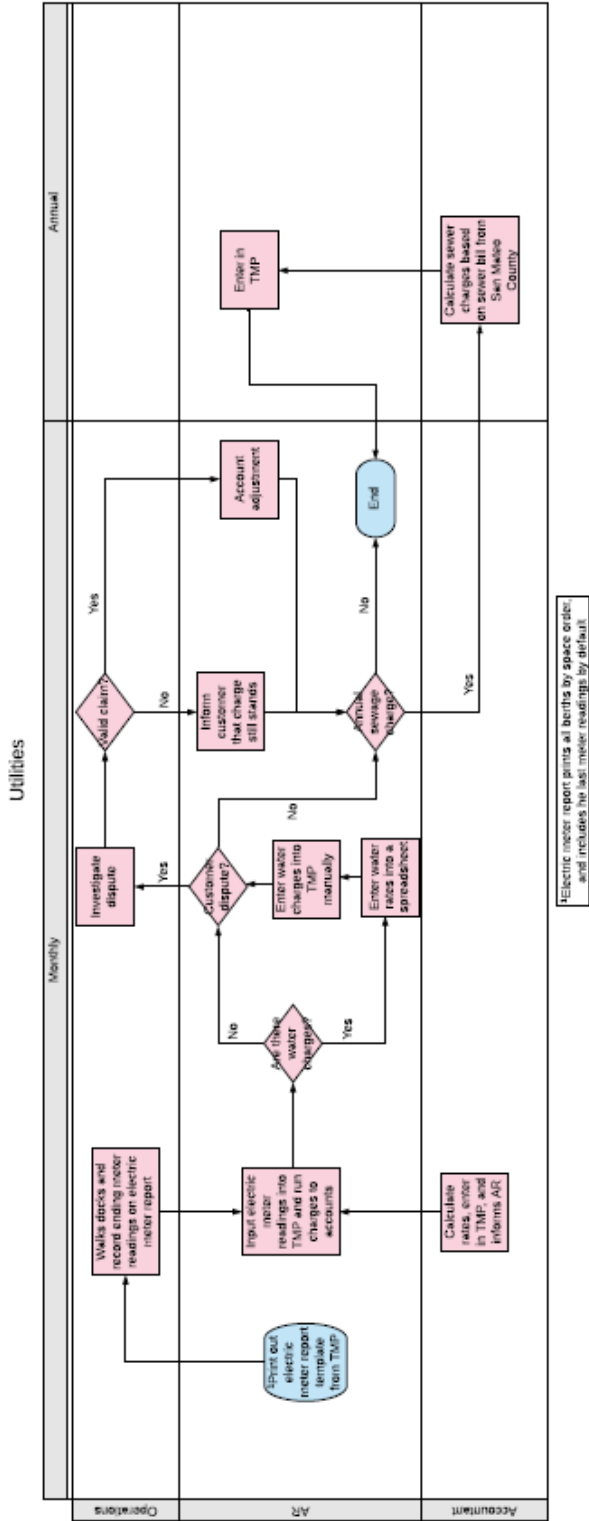 Utilities
Monthly
Annual
Operations
AR
Accountant
¹Print out
electric
meter report
template
from TMP
Walks docks and
record ending meter
readings on electric
meter report
Input electric
meter
readings into
TMP and run
charges to
accounts
Calculate
rates, enter
in TMP, and
informs AR
Are there
water
charges?
No
Yes
Enter water
rates into a
spreadsheet
Enter water
charges into
TMP
manually
Customer
dispute?
Yes
No
Investigate
dispute
Valid claim?
Yes
No
Inform
customer
that charge
still stands
Account
adjustment
Annual
sewage
charge?
No
Yes
End
Calculate sewer
charges based
on sewer bill from
San Mateo
County
Enter in
TMP
¹Electric meter report prints all berths by space order,
and includes he last meter readings by default